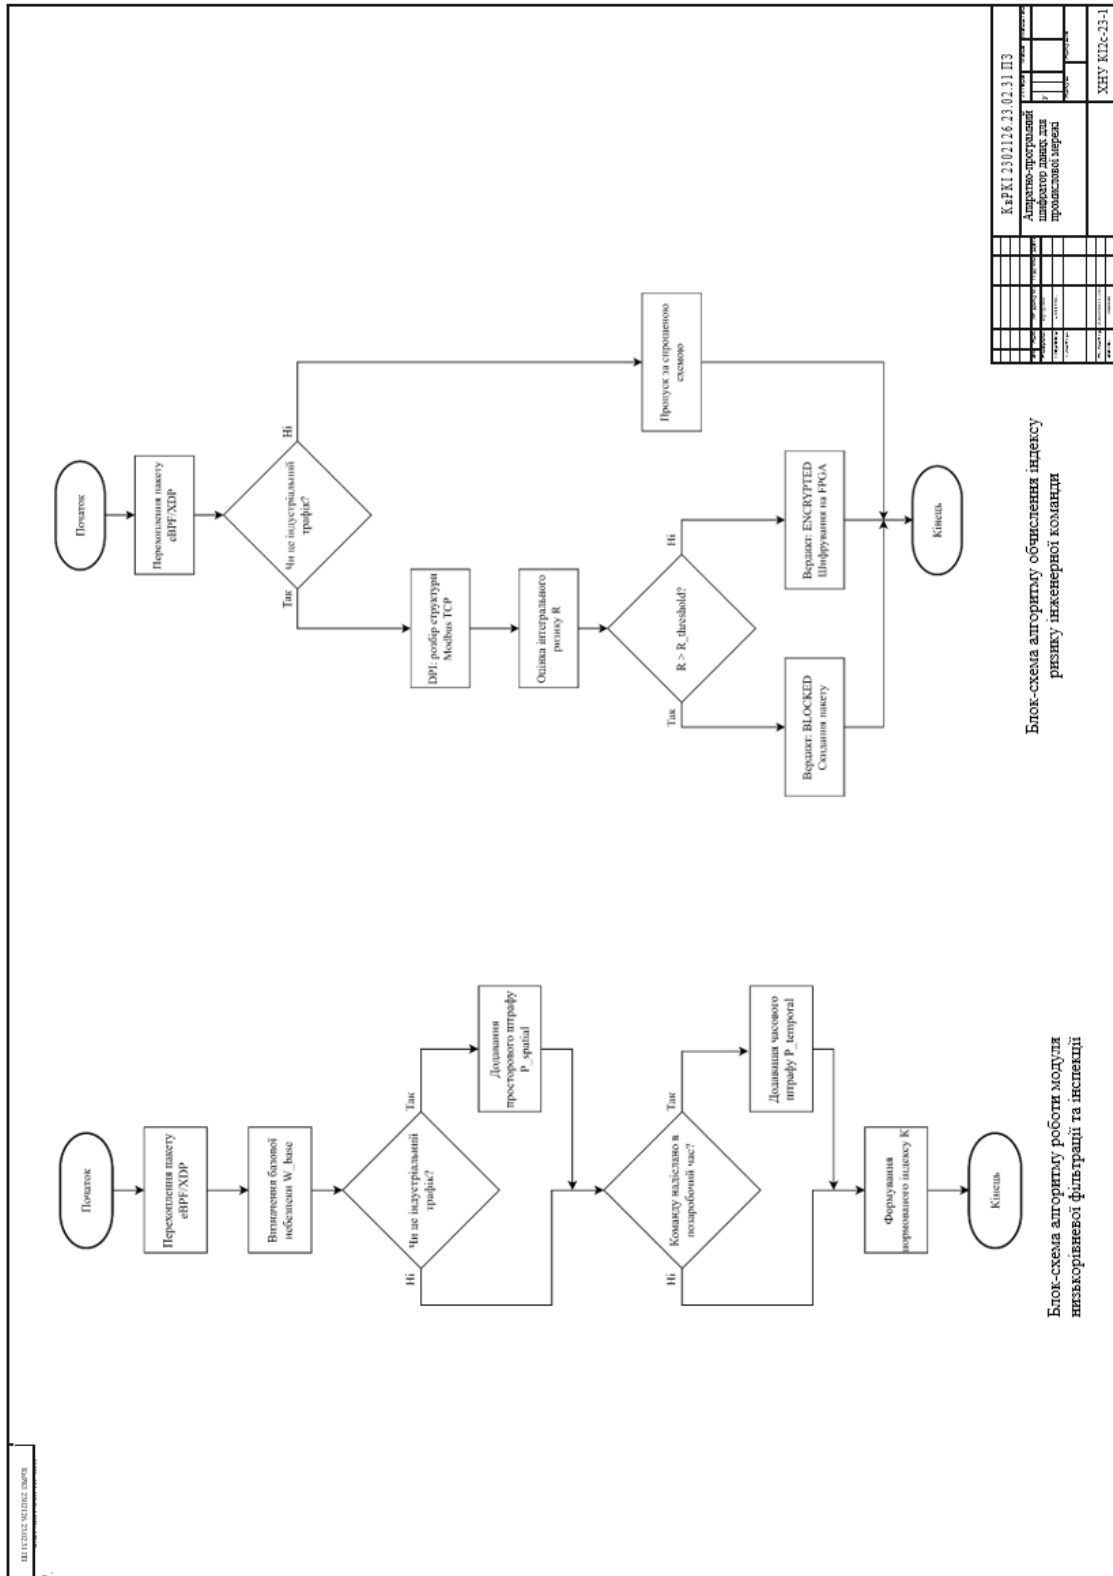 Початок
Перехоплення пакету
eBPF/XDP
Визначення базової
небезпеки W_base
Чи це індустріальний
трафік?
Ні
Так
Додавання
просторового штрафу
P_spatial
Команду надіслано в
позаробочий час?
Ні
Так
Додавання часового
штрафу P_temporal
Формування
нормованого індексу K
Кінець
Блок-схема алгоритму роботи модуля
низькорівневої фільтрації та інспекції
Початок
Перехоплення пакету
eBPF/XDP
Чи це індустріальний
трафік?
Так
Ні
DPI: розбір структури
Modbus TCP
Оцінка інтегрального
ризику R
R > R_threshold?
Так
Ні
Пропуск за спрощеною
схемою
Вердикт: BLOCKED
Скидання пакету
Вердикт: ENCRYPTED
Шифрування на FPGA
Кінець
Блок-схема алгоритму обчислення індексу
ризику інженерної команди
КвРКІ 2302126.23.02.31 ПЗ
Апаратно-програмний
шифратор даних для
промислової мережі
ХНУ КІ2с-23-1